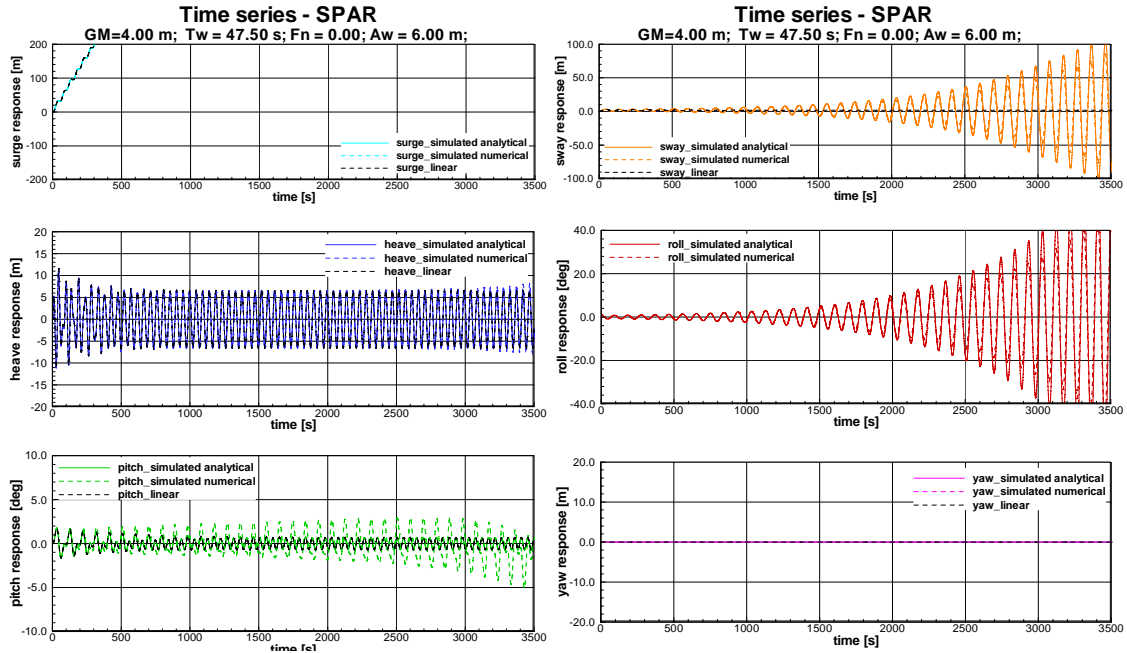 Time series - SPAR
GM=4.00 m; Tw = 47.50 s; Fn = 0.00; Aw = 6.00 m;
surge response [m]
200
100
0
-100
-200
surge_simulated analytical
surge_simulated numerical
surge_linear
0 500 1000 1500 2000 2500 3000 3500
time [s]
heave response [m]
20
15
10
5
0
-5
-10
-15
-20
heave_simulated analytical
heave_simulated numerical
heave_linear
0 500 1000 1500 2000 2500 3000 3500
time [s]
pitch response [deg]
10.0
5.0
0.0
-5.0
-10.0
pitch_simulated analytical
pitch_simulated numerical
pitch_linear
0 500 1000 1500 2000 2500 3000 3500
time [s]
Time series - SPAR
GM=4.00 m; Tw = 47.50 s; Fn = 0.00; Aw = 6.00 m;
sway response [m]
100.0
50.0
0.0
-50.0
-100.0
sway_simulated analytical
sway_simulated numerical
sway_linear
0 500 1000 1500 2000 2500 3000 3500
time [s]
roll response [deg]
40.0
20.0
0.0
-20.0
-40.0
roll_simulated analytical
roll_simulated numerical
0 500 1000 1500 2000 2500 3000 3500
time [s]
yaw response [m]
20.0
10.0
0.0
-10.0
-20.0
yaw_simulated analytical
yaw_simulated numerical
yaw_linear
0 500 1000 1500 2000 2500 3000 3500
time [s]